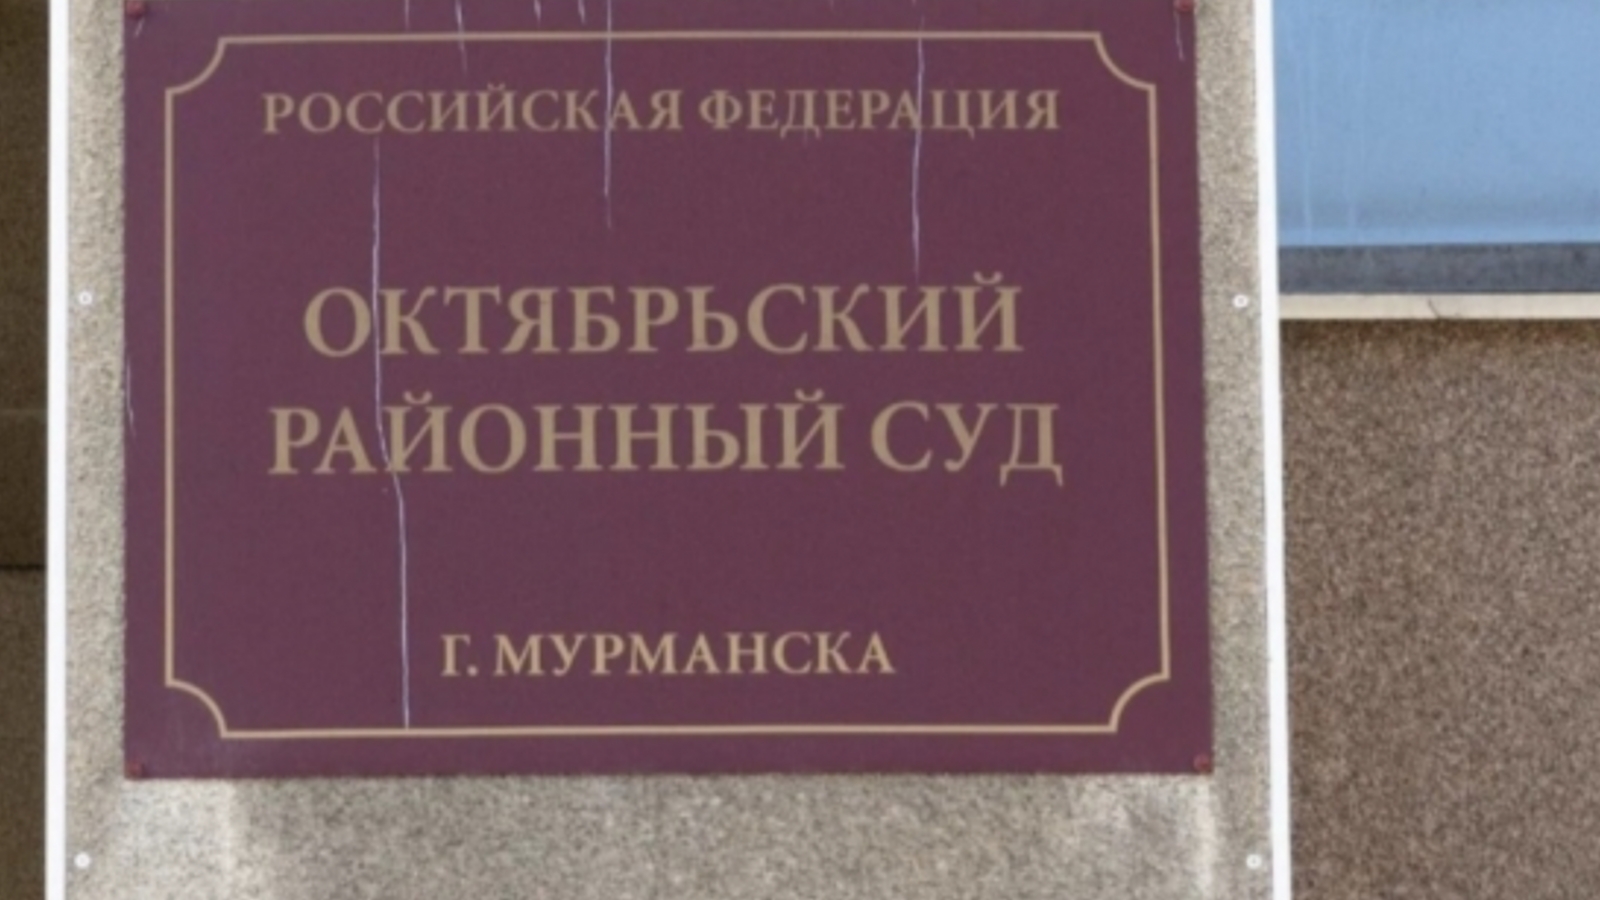 РОССИЙСКАЯ ФЕДЕРАЦИЯ
ОКТЯБРЬСКИЙ
РАЙОННЫЙ СУД
Г. МУРМАНСКА